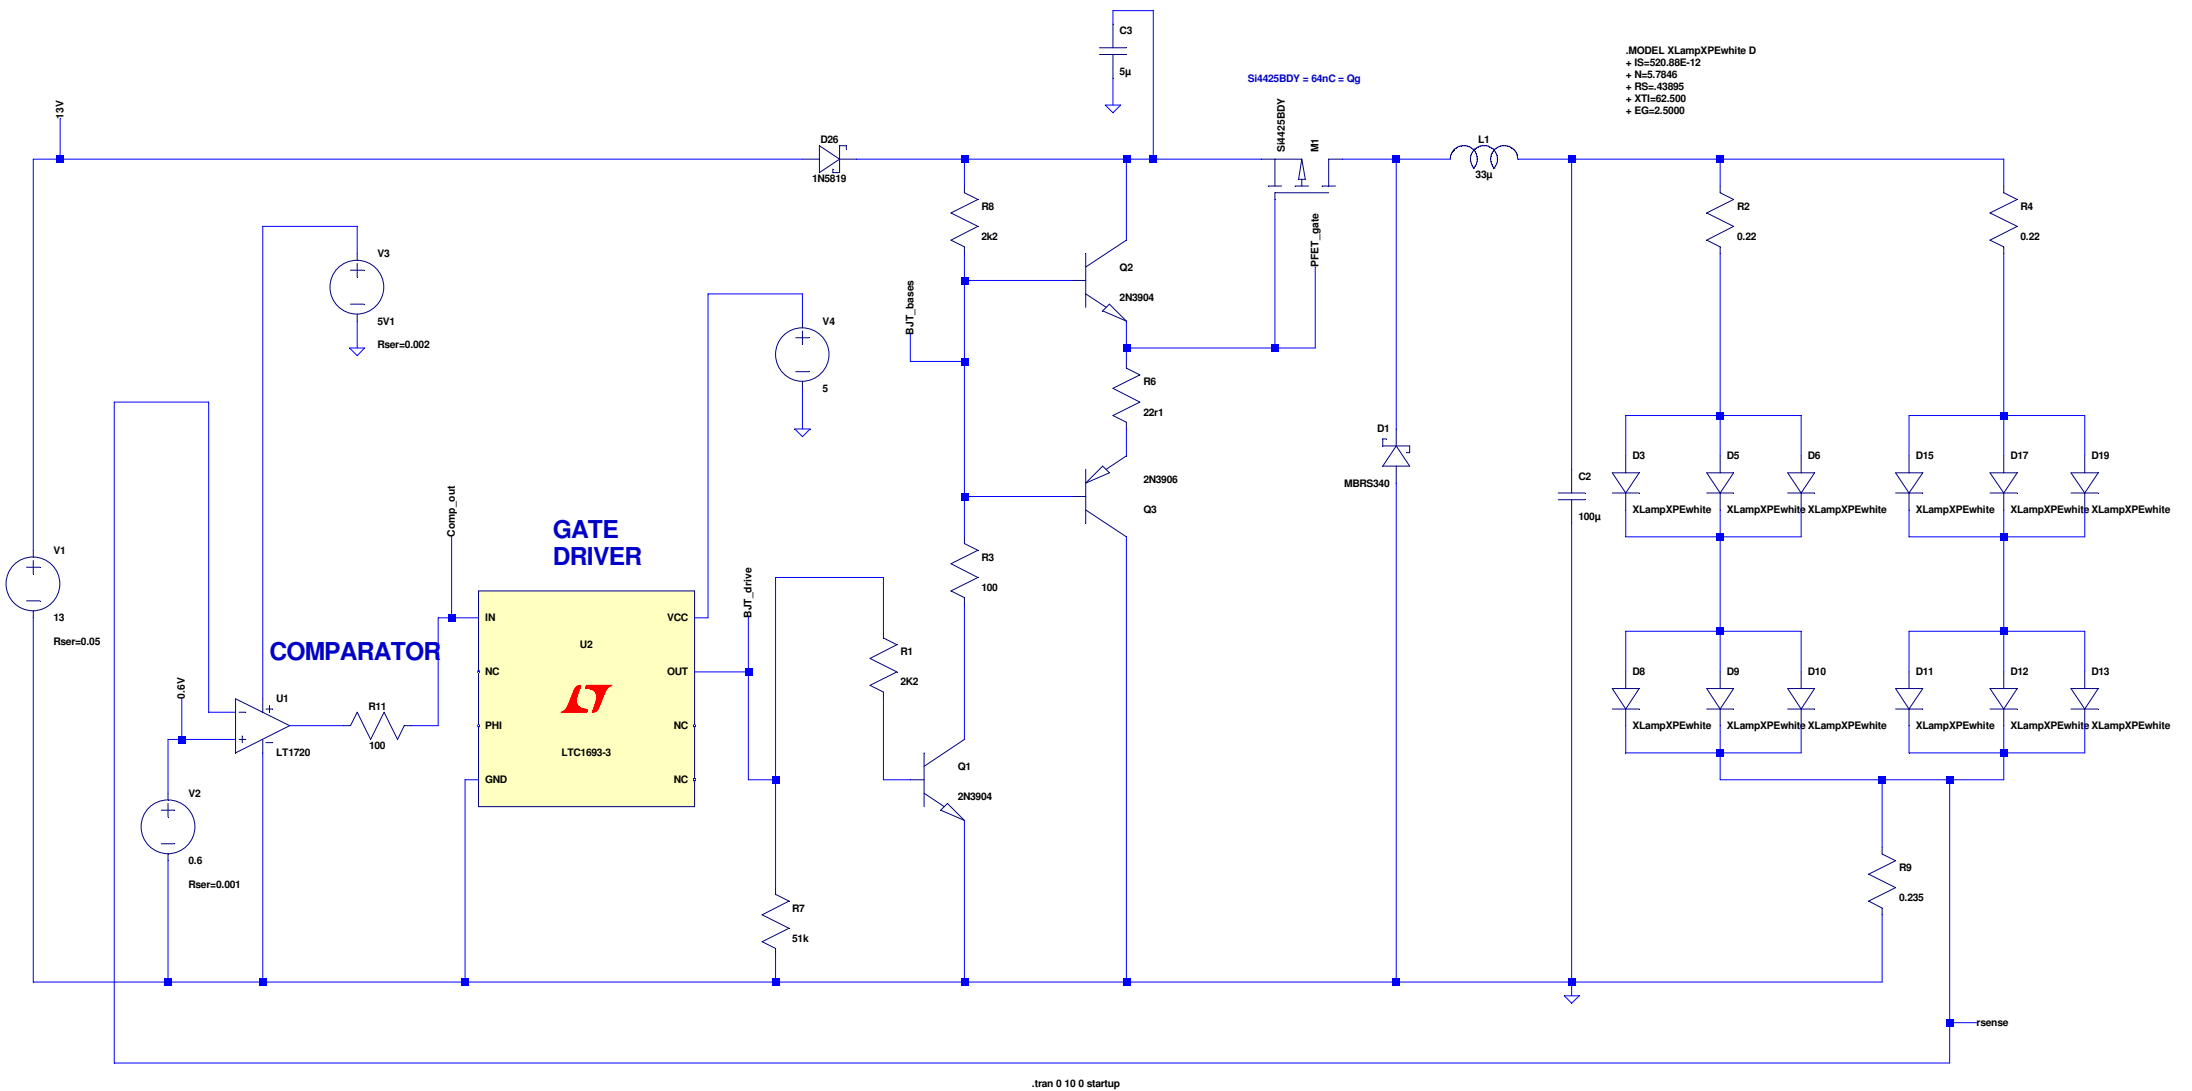 C3
5µ
Si4425BDY = 64nC = Qg
.MODEL XLampXPEwhite D
+ IS=520.88E-12
+ N=5.7846
+ RS=.43895
+ XTI=62.500
+ EG=2.5000
13V
D26
1N5819
Si4425BDY
M1
L1
33µ
R8
2k2
R2
0.22
R4
0.22
PFET_gate
V3
5V1
Rser=0.002
Q2
2N3904
BJT_bases
V4
5
R6
22r1
D1
MBRS340
2N3906
Q3
C2
100µ
D3
D5
D6
D15
D17
D19
XLampXPEwhite
XLampXPEwhite
XLampXPEwhite
XLampXPEwhite
XLampXPEwhite
XLampXPEwhite
Comp_out
GATE
DRIVER
V1
13
Rser=0.05
R3
100
BJT_drive
COMPARATOR
IN
VCC
U2
NC
OUT
PHI
NC
LTC1693-3
GND
NC
R1
2K2
0.6V
U1
LT1720
R11
100
D8
D9
D10
D11
D12
D13
XLampXPEwhite
XLampXPEwhite
XLampXPEwhite
XLampXPEwhite
XLampXPEwhite
XLampXPEwhite
Q1
2N3904
V2
0.6
Rser=0.001
R7
51k
R9
0.235
rsense
.tran 0 10 0 startup